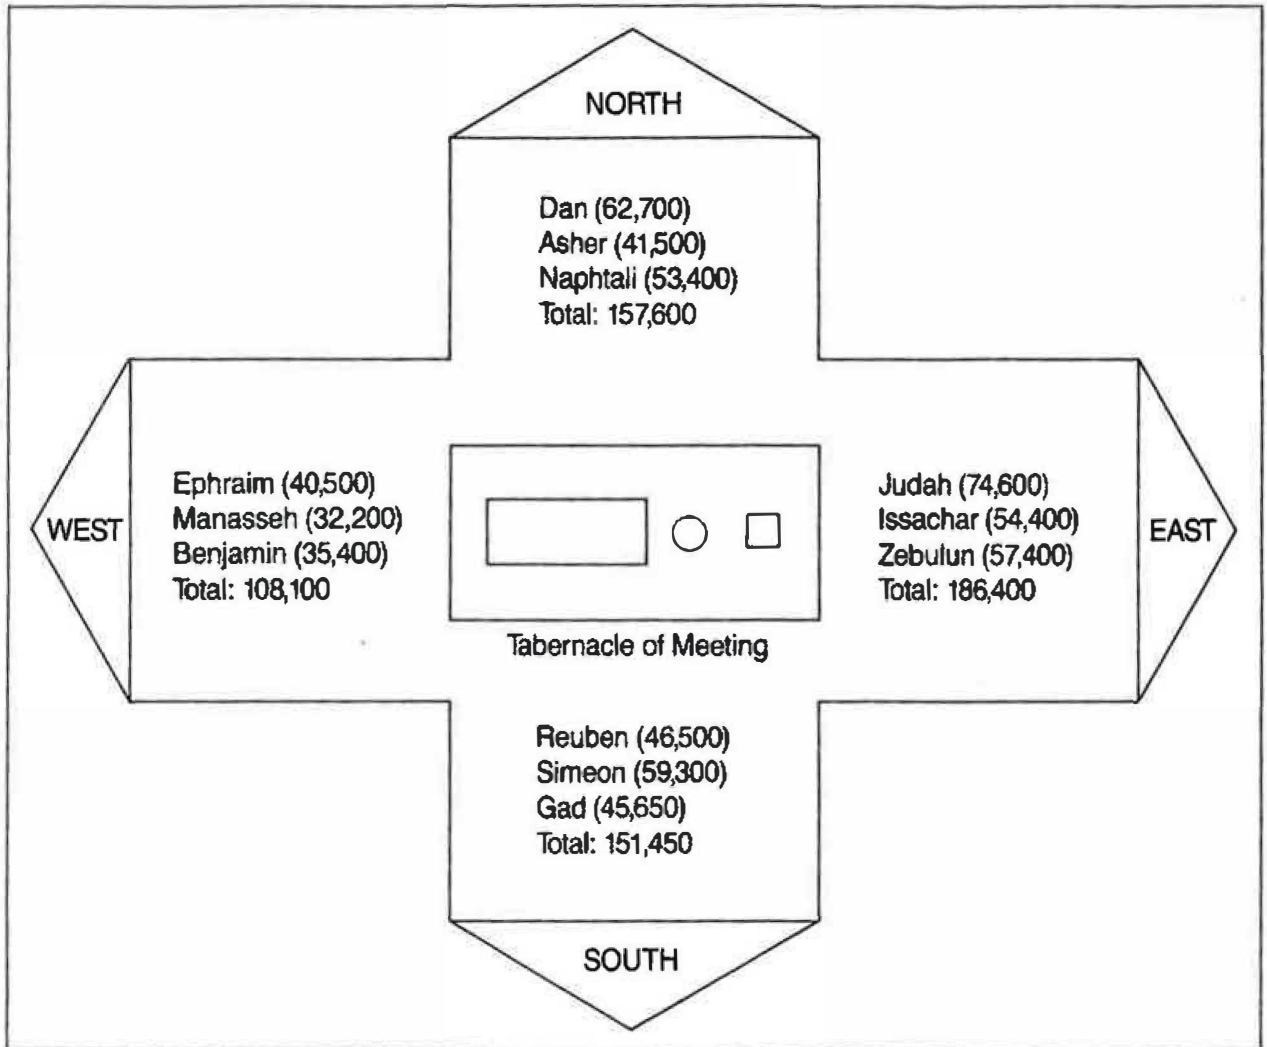 NORTH
Dan (62,700)
Asher (41,500)
Naphtali (53,400)
Total: 157,600
WEST
Ephraim (40,500)
Manasseh (32,200)
Benjamin (35,400)
Total: 108,100
Judah (74,600)
Issachar (54,400)
Zebulun (57,400)
Total: 186,400
EAST
Tabernacle of Meeting
Reuben (46,500)
Simeon (59,300)
Gad (45,650)
Total: 151,450
SOUTH